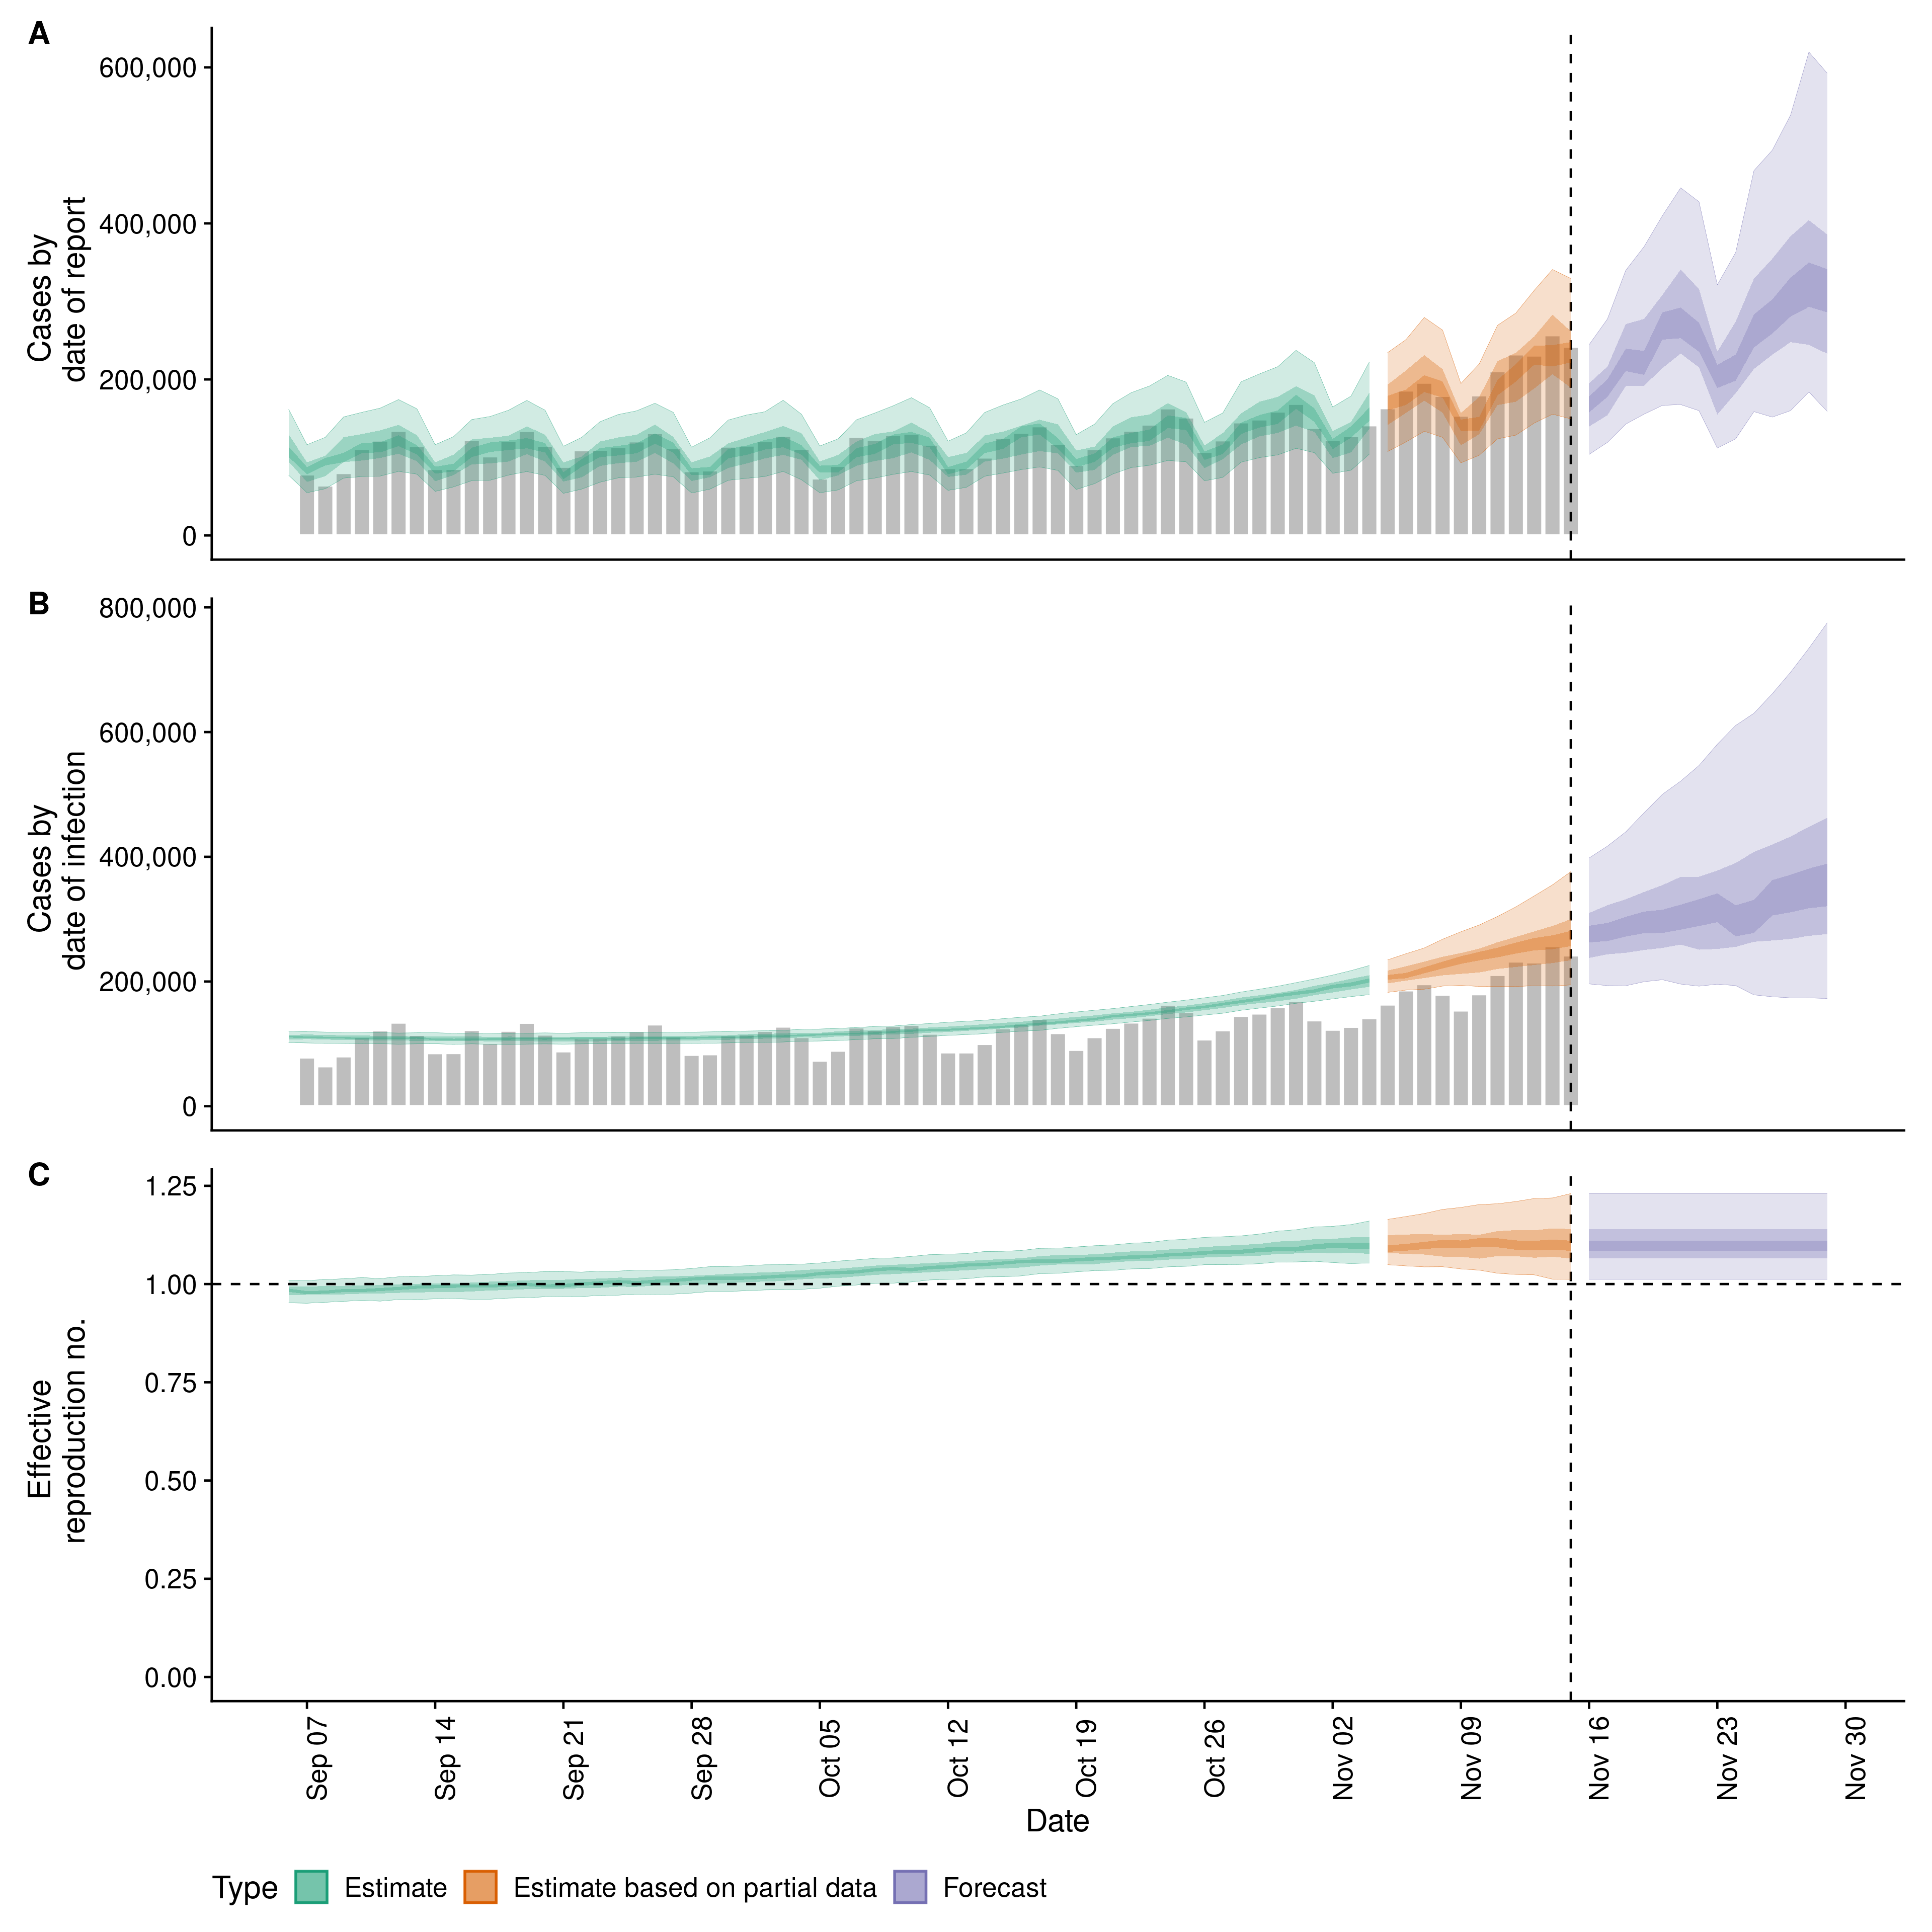 A
Cases by
date of report
600,000
400,000
200,000
0
B
Cases by
date of infection
800,000
600,000
400,000
200,000
0
C
Effective
reproduction no.
1.25
1.00
0.75
0.50
0.25
0.00
Sep 07
Sep 14
Sep 21
Sep 28
Oct 05
Oct 12
Oct 19
Oct 26
Nov 02
Nov 09
Nov 16
Nov 23
Nov 30
Date
Type Estimate Estimate based on partial data Forecast